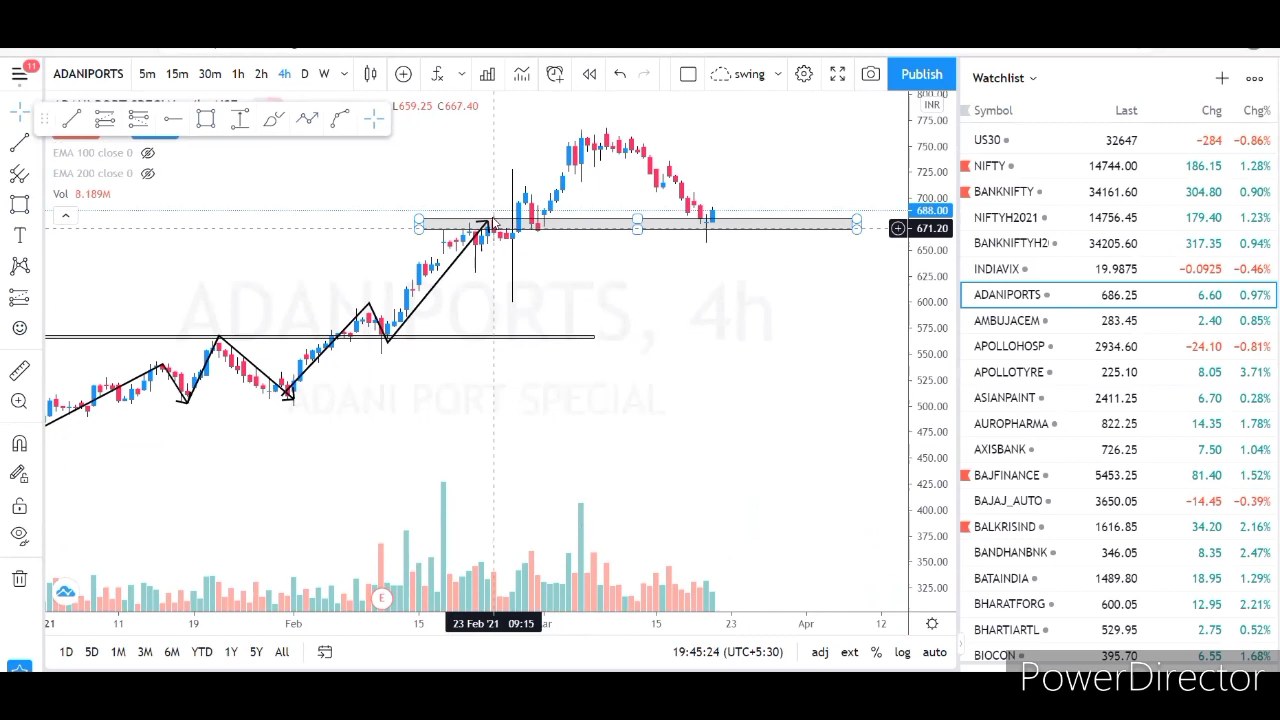 11
ADANIPORTS 5m 15m 30m 1h 2h 4h D W swing Publish
Watchlist
L659.25 C667.40
EMA 100 close 0
EMA 200 close 0
Vol 8.189M
ADANIPORTS, 4h
ADANI PORT SPECIAL
800.00
INR
775.00
750.00
725.00
700.00
688.00
671.20
650.00
625.00
600.00
575.00
550.00
525.00
500.00
475.00
450.00
425.00
400.00
375.00
350.00
325.00
E
21 11 19 Feb 15 23 Feb '21 09:15 ar 15 23 Apr 12
1D 5D 1M 3M 6M YTD 1Y 5Y All 19:45:24 (UTC+5:30) adj ext % log auto
Symbol Last Chg Chg%
US30 32647 −284 −0.86%
NIFTY 14744.00 186.15 1.28%
BANKNIFTY 34161.60 304.80 0.90%
NIFTYH2021 14756.45 179.40 1.23%
BANKNIFTYH2 34205.60 317.35 0.94%
INDIAVIX 19.9875 −0.0925 −0.46%
ADANIPORTS 686.25 6.60 0.97%
AMBUJACEM 283.45 2.40 0.85%
APOLLOHOSP 2934.60 −24.10 −0.81%
APOLLOTYRE 225.10 8.05 3.71%
ASIANPAINT 2411.25 6.70 0.28%
AUROPHARMA 822.25 14.35 1.78%
AXISBANK 726.25 7.50 1.04%
BAJFINANCE 5453.25 81.40 1.52%
BAJAJ_AUTO 3650.05 −14.45 −0.39%
BALKRISIND 1616.85 34.20 2.16%
BANDHANBNK 346.05 8.35 2.47%
BATAINDIA 1489.80 18.95 1.29%
BHARATFORG 600.05 12.95 2.21%
BHARTIARTL 529.95 2.75 0.52%
BIOCON 395.70 6.55 1.68%
PowerDirector